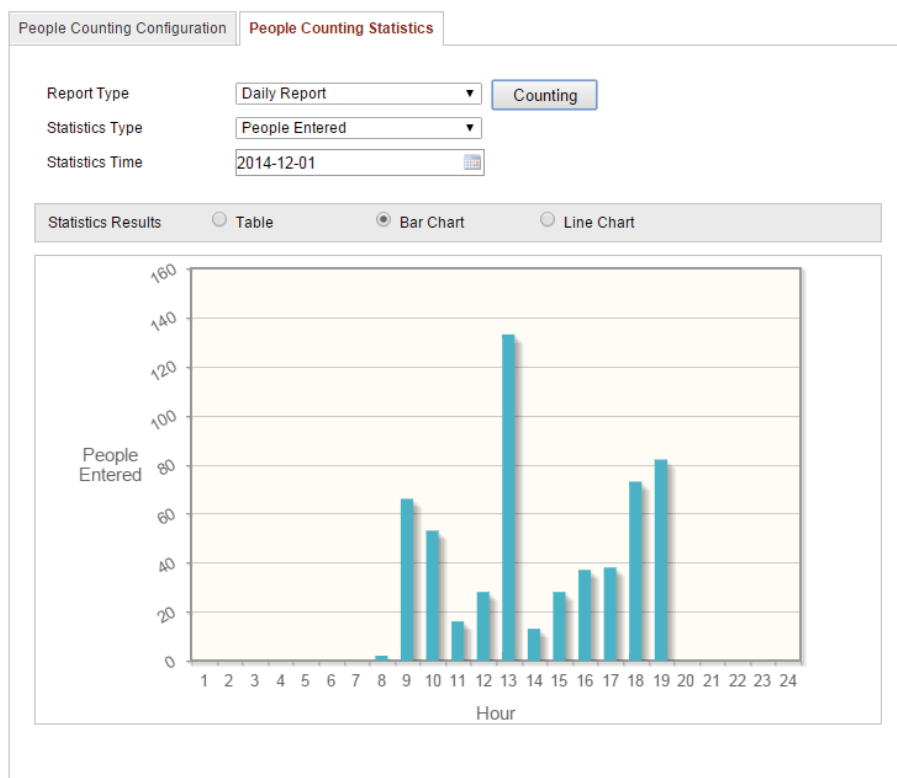 People Counting Configuration People Counting Statistics
Report Type Daily Report Counting
Statistics Type People Entered
Statistics Time 2014-12-01
Statistics Results Table Bar Chart Line Chart
160
140
120
100
People
Entered
80
60
40
20
0
1 2 3 4 5 6 7 8 9 10 11 12 13 14 15 16 17 18 19 20 21 22 23 24
Hour